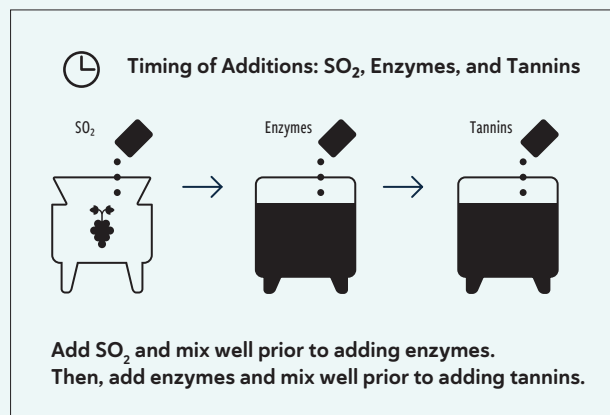 Timing of Additions: SO₂, Enzymes, and Tannins
SO₂
Enzymes
Tannins
Add SO₂ and mix well prior to adding enzymes.
Then, add enzymes and mix well prior to adding tannins.